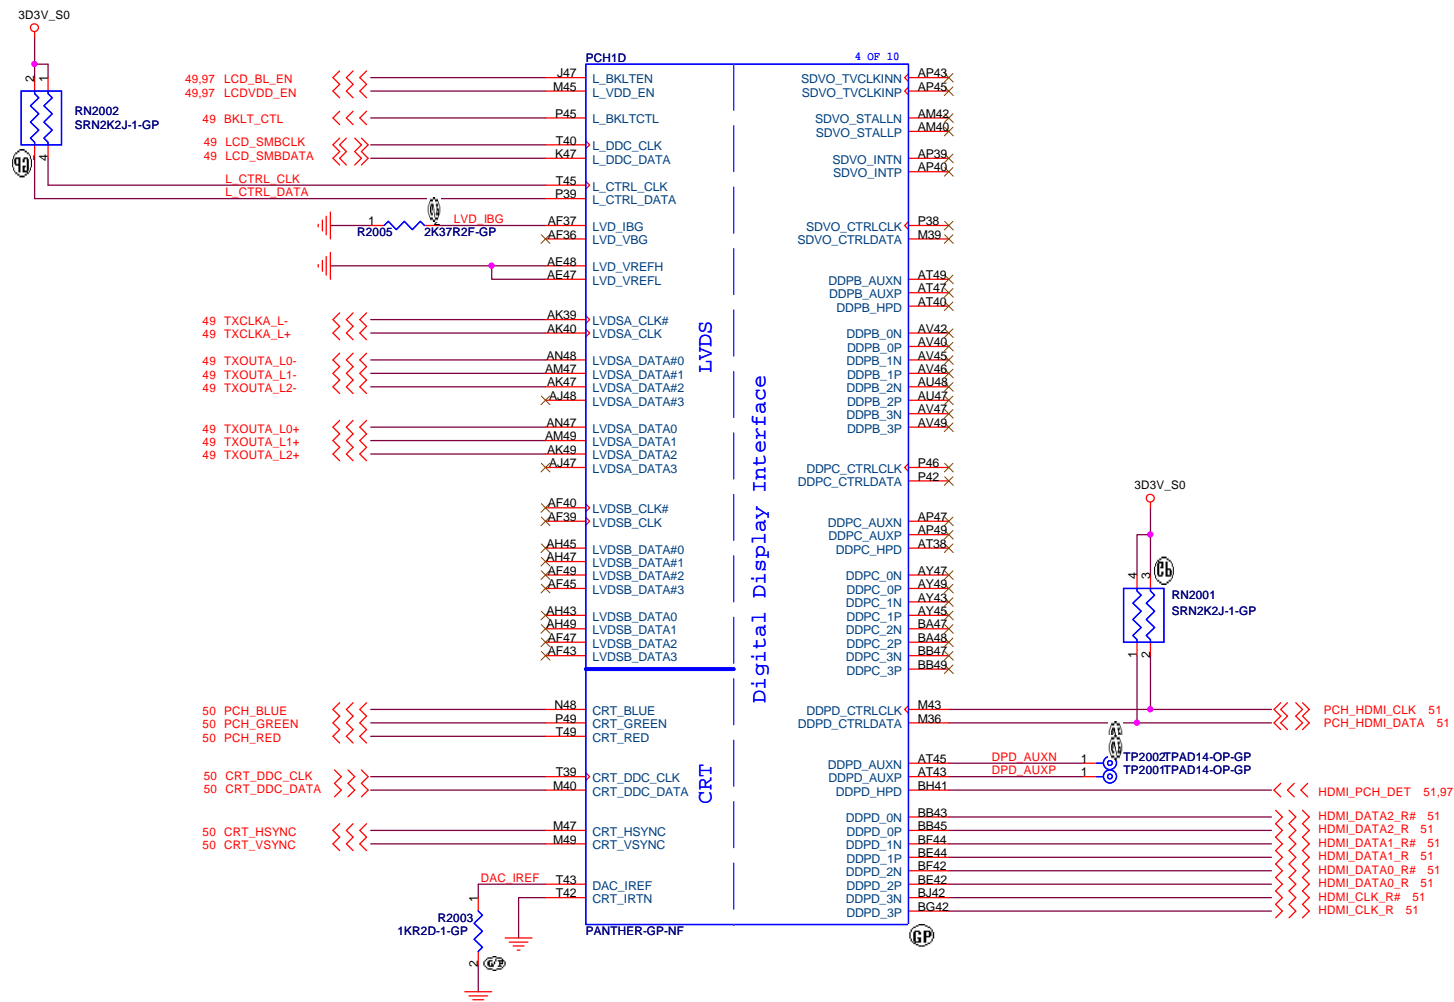 3D3V_S0
2
1
RN2002
SRN2K2J-1-GP
4
PCH1D
4 OF 10
49,97 LCD_BL_EN
J47
L_BKLTEN
49,97 LCDVDD_EN
M45
L_VDD_EN
49 BKLT_CTL
P45
L_BKLTCTL
49 LCD_SMBCLK
T40
L_DDC_CLK
49 LCD_SMBDATA
K47
L_DDC_DATA
L_CTRL_CLK
T45
L_CTRL_CLK
L_CTRL_DATA
P39
L_CTRL_DATA
1
R2005
2K37R2F-GP
LVD_IBG
AF37
LVD_IBG
AF36
LVD_VBG
AE48
LVD_VREFH
AE47
LVD_VREFL
49 TXCLKA_L-
AK39
LVDSA_CLK#
49 TXCLKA_L+
AK40
LVDSA_CLK
49 TXOUTA_L0-
AN48
LVDSA_DATA#0
49 TXOUTA_L1-
AM47
LVDSA_DATA#1
49 TXOUTA_L2-
AK47
LVDSA_DATA#2
AJ48
LVDSA_DATA#3
49 TXOUTA_L0+
AN47
LVDSA_DATA0
49 TXOUTA_L1+
AM49
LVDSA_DATA1
49 TXOUTA_L2+
AK49
LVDSA_DATA2
AJ47
LVDSA_DATA3
AF40
LVDSB_CLK#
AF39
LVDSB_CLK
AH45
LVDSB_DATA#0
AH47
LVDSB_DATA#1
AF49
LVDSB_DATA#2
AF45
LVDSB_DATA#3
AH43
LVDSB_DATA0
AH49
LVDSB_DATA1
AF47
LVDSB_DATA2
AF43
LVDSB_DATA3
50 PCH_BLUE
N48
CRT_BLUE
50 PCH_GREEN
P49
CRT_GREEN
50 PCH_RED
T49
CRT_RED
50 CRT_DDC_CLK
T39
CRT_DDC_CLK
50 CRT_DDC_DATA
M40
CRT_DDC_DATA
50 CRT_HSYNC
M47
CRT_HSYNC
50 CRT_VSYNC
M49
CRT_VSYNC
DAC_IREF
T43
DAC_IREF
T42
CRT_IRTN
1
R2003
1KR2D-1-GP
2
PANTHER-GP-NF
GP
LVDS
CRT
Digital Display Interface
SDVO_TVCLKINN
AP43
SDVO_TVCLKINP
AP45
SDVO_STALLN
AM42
SDVO_STALLP
AM40
SDVO_INTN
AP39
SDVO_INTP
AP40
SDVO_CTRLCLK
P38
SDVO_CTRLDATA
M39
DDPB_AUXN
AT49
DDPB_AUXP
AT47
DDPB_HPD
AT40
DDPB_0N
AV42
DDPB_0P
AV40
DDPB_1N
AV45
DDPB_1P
AV46
DDPB_2N
AU48
DDPB_2P
AU47
DDPB_3N
AV47
DDPB_3P
AV49
DDPC_CTRLCLK
P46
DDPC_CTRLDATA
P42
DDPC_AUXN
AP47
DDPC_AUXP
AP49
DDPC_HPD
AT38
DDPC_0N
AY47
DDPC_0P
AY49
DDPC_1N
AY43
DDPC_1P
AY45
DDPC_2N
BA47
DDPC_2P
BA48
DDPC_3N
BB47
DDPC_3P
BB49
3D3V_S0
4
3
RN2001
SRN2K2J-1-GP
1
2
DDPD_CTRLCLK
M43
PCH_HDMI_CLK 51
DDPD_CTRLDATA
M36
PCH_HDMI_DATA 51
DDPD_AUXN
AT45
DPD_AUXN
1
TP2002TPAD14-OP-GP
DDPD_AUXP
AT43
DPD_AUXP
1
TP2001TPAD14-OP-GP
DDPD_HPD
BH41
HDMI_PCH_DET 51,97
DDPD_0N
BB43
HDMI_DATA2_R# 51
DDPD_0P
BB45
HDMI_DATA2_R 51
DDPD_1N
BF44
HDMI_DATA1_R# 51
DDPD_1P
BE44
HDMI_DATA1_R 51
DDPD_2N
BF42
HDMI_DATA0_R# 51
DDPD_2P
BE42
HDMI_DATA0_R 51
DDPD_3N
BJ42
HDMI_CLK_R# 51
DDPD_3P
BG42
HDMI_CLK_R 51